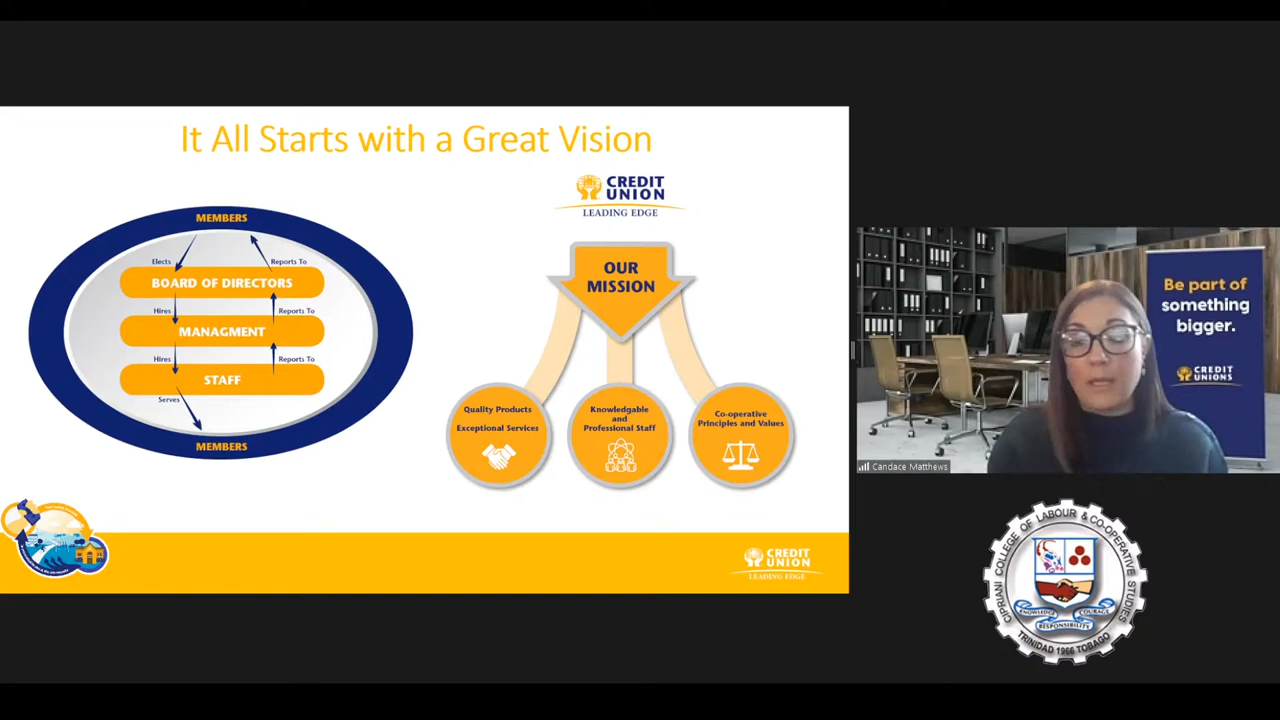 It All Starts with a Great Vision
MEMBERS
Elects
Reports To
BOARD OF DIRECTORS
Hires
Reports To
MANAGMENT
Hires
Reports To
STAFF
Serves
MEMBERS
CREDIT
UNION
LEADING EDGE
OUR
MISSION
Quality Products
Exceptional Services
Knowledgable
and
Professional Staff
Co-operative
Principles and Values
CREDIT
UNION
LEADING EDGE
Be part of
something
bigger.
CREDIT
UNIONS
Candace Matthews
CIPRIANI COLLEGE OF LABOUR & CO-OPERATIVE STUDIES
KNOWLEDGE
COURAGE
RESPONSIBILITY
TRINIDAD 1966 TOBAGO